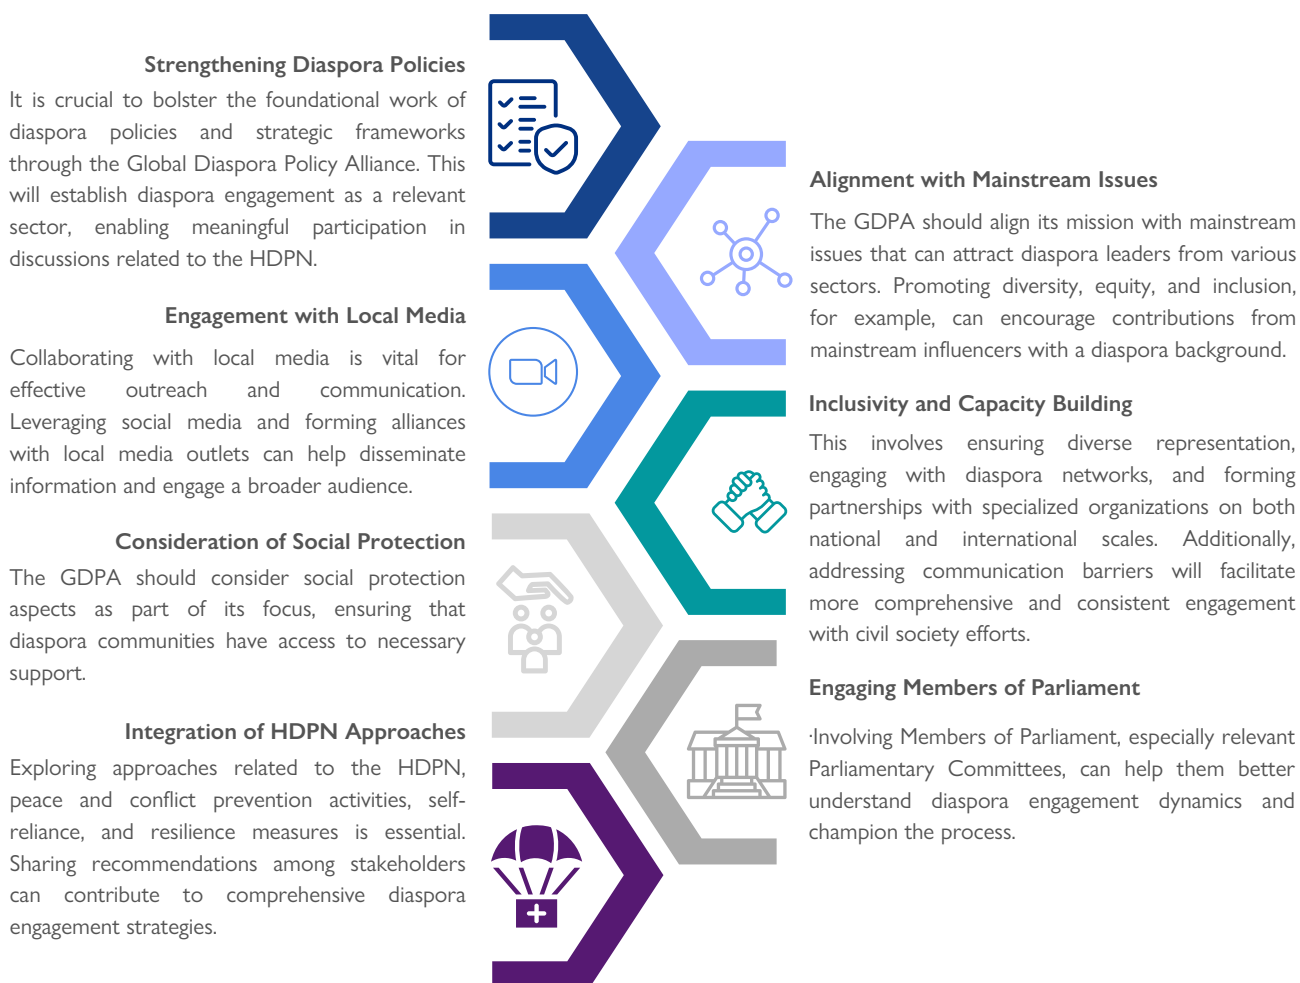 Strengthening Diaspora Policies
It is crucial to bolster the foundational work of
diaspora policies and strategic frameworks
through the Global Diaspora Policy Alliance. This
will establish diaspora engagement as a relevant
sector, enabling meaningful participation in
discussions related to the HDPN.
Engagement with Local Media
Collaborating with local media is vital for
effective outreach and communication.
Leveraging social media and forming alliances
with local media outlets can help disseminate
information and engage a broader audience.
Consideration of Social Protection
The GDPA should consider social protection
aspects as part of its focus, ensuring that
diaspora communities have access to necessary
support.
Integration of HDPN Approaches
Exploring approaches related to the HDPN,
peace and conflict prevention activities, self-
reliance, and resilience measures is essential.
Sharing recommendations among stakeholders
can contribute to comprehensive diaspora
engagement strategies.
Alignment with Mainstream Issues
The GDPA should align its mission with mainstream
issues that can attract diaspora leaders from various
sectors. Promoting diversity, equity, and inclusion,
for example, can encourage contributions from
mainstream influencers with a diaspora background.
Inclusivity and Capacity Building
This involves ensuring diverse representation,
engaging with diaspora networks, and forming
partnerships with specialized organizations on both
national and international scales. Additionally,
addressing communication barriers will facilitate
more comprehensive and consistent engagement
with civil society efforts.
Engaging Members of Parliament
·Involving Members of Parliament, especially relevant
Parliamentary Committees, can help them better
understand diaspora engagement dynamics and
champion the process.